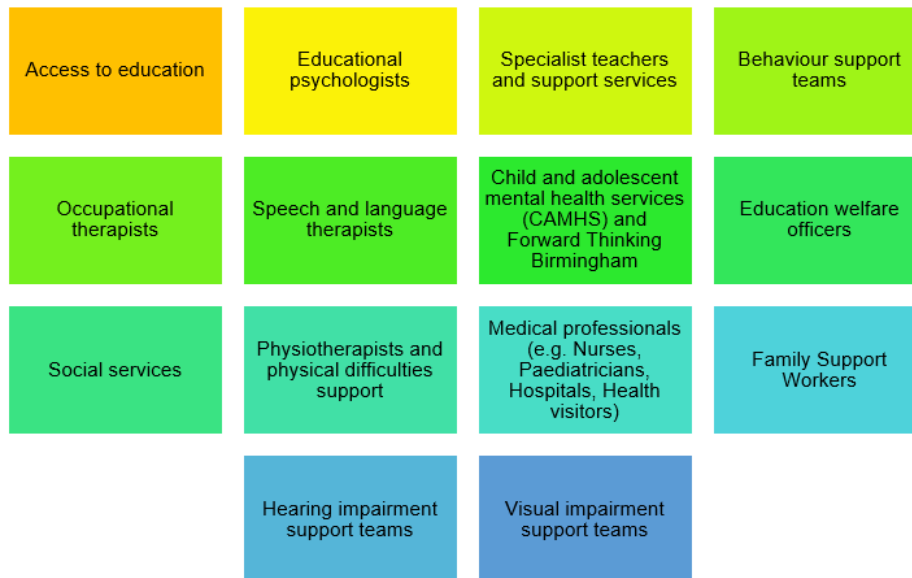 Access to education
Educational
psychologists
Specialist teachers
and support services
Behaviour support
teams
Occupational
therapists
Speech and language
therapists
Child and adolescent
mental health services
(CAMHS) and
Forward Thinking
Birmingham
Education welfare
officers
Social services
Physiotherapists and
physical difficulties
support
Medical professionals
(e.g. Nurses,
Paediatricians,
Hospitals, Health
visitors)
Family Support
Workers
Hearing impairment
support teams
Visual impairment
support teams